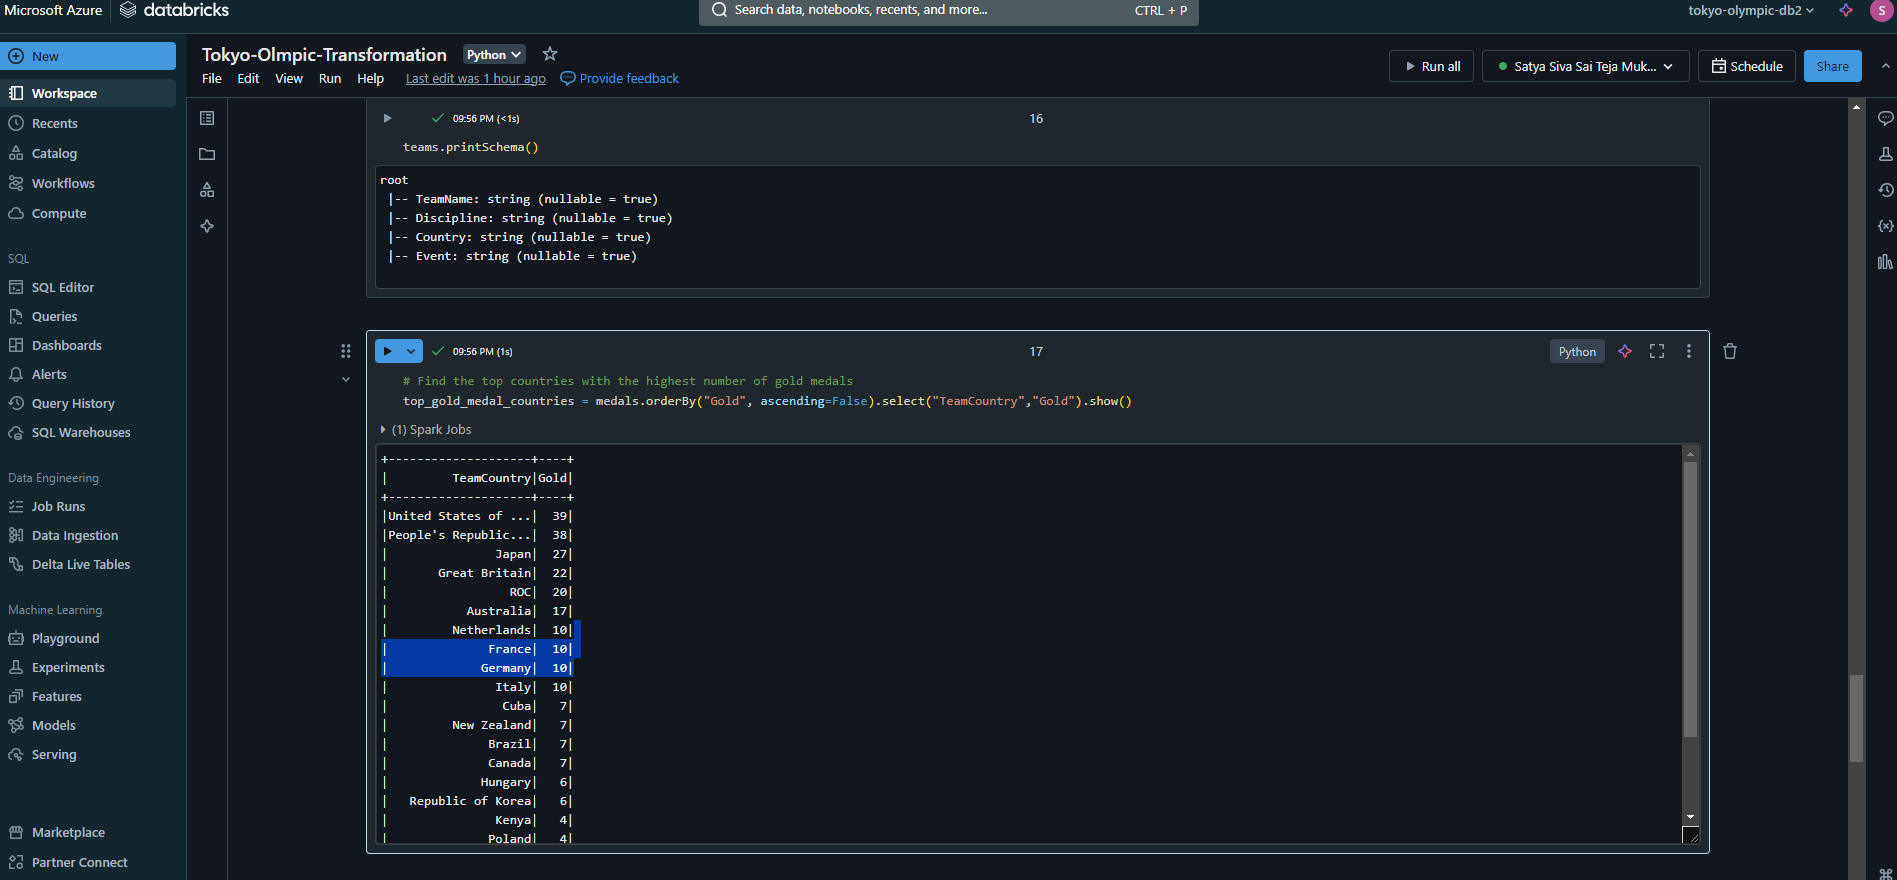 Microsoft Azure databricks
Search data, notebooks, recents, and more... CTRL + P
tokyo-olympic-db2
S
New
Workspace
Recents
Catalog
Workflows
Compute
SQL
SQL Editor
Queries
Dashboards
Alerts
Query History
SQL Warehouses
Data Engineering
Job Runs
Data Ingestion
Delta Live Tables
Machine Learning
Playground
Experiments
Features
Models
Serving
Marketplace
Partner Connect
Tokyo-Olmpic-Transformation Python
File Edit View Run Help Last edit was 1 hour ago Provide feedback
Run all Satya Siva Sai Teja Muk... Schedule Share
09:56 PM (<1s) 16
teams.printSchema()
root
 |-- TeamName: string (nullable = true)
 |-- Discipline: string (nullable = true)
 |-- Country: string (nullable = true)
 |-- Event: string (nullable = true)
09:56 PM (1s) 17 Python
# Find the top countries with the highest number of gold medals
top_gold_medal_countries = medals.orderBy("Gold", ascending=False).select("TeamCountry","Gold").show()
(1) Spark Jobs
+--------------------+----+
|         TeamCountry|Gold|
+--------------------+----+
|United States of ...|  39|
|People's Republic...|  38|
|               Japan|  27|
|       Great Britain|  22|
|                 ROC|  20|
|           Australia|  17|
|         Netherlands|  10|
|              France|  10|
|             Germany|  10|
|               Italy|  10|
|                Cuba|   7|
|         New Zealand|   7|
|              Brazil|   7|
|              Canada|   7|
|             Hungary|   6|
|   Republic of Korea|   6|
|               Kenya|   4|
|              Poland|   4|